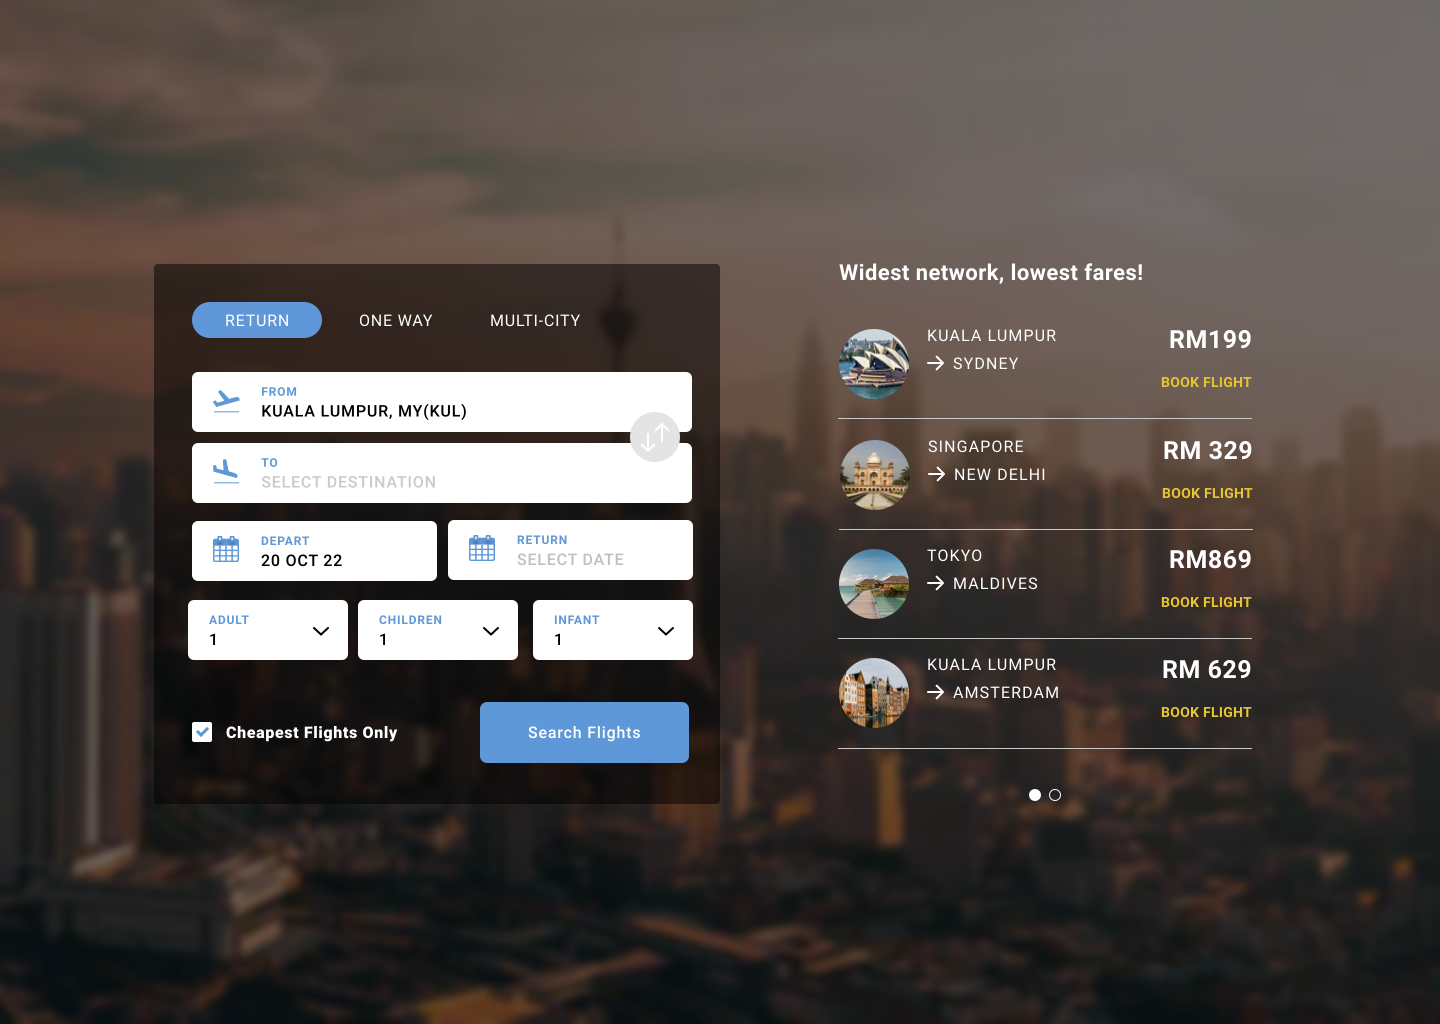 RETURN ONE WAY MULTI-CITY
FROM
KUALA LUMPUR, MY(KUL)
TO
SELECT DESTINATION
DEPART
20 OCT 22
RETURN
SELECT DATE
ADULT
1
CHILDREN
1
INFANT
1
Cheapest Flights Only
Search Flights
Widest network, lowest fares!
KUALA LUMPUR
→ SYDNEY
RM199
BOOK FLIGHT
SINGAPORE
→ NEW DELHI
RM 329
BOOK FLIGHT
TOKYO
→ MALDIVES
RM869
BOOK FLIGHT
KUALA LUMPUR
→ AMSTERDAM
RM 629
BOOK FLIGHT